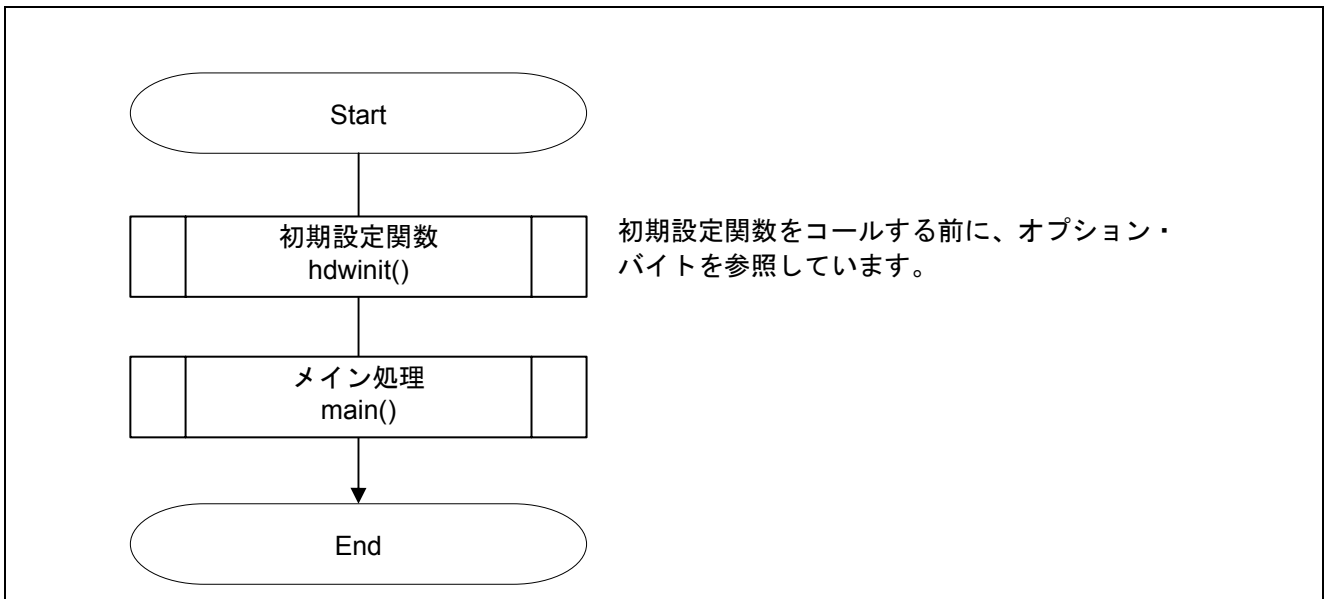 Start
初期設定関数
hdwinit()
初期設定関数をコールする前に、オプション・
バイトを参照しています。
メイン処理
main()
End